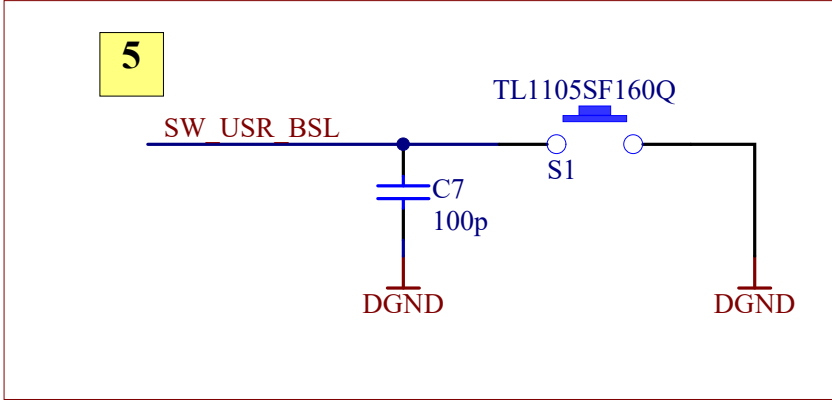 5
TL1105SF160Q
SW_USR_BSL
S1
C7
100p
DGND
DGND